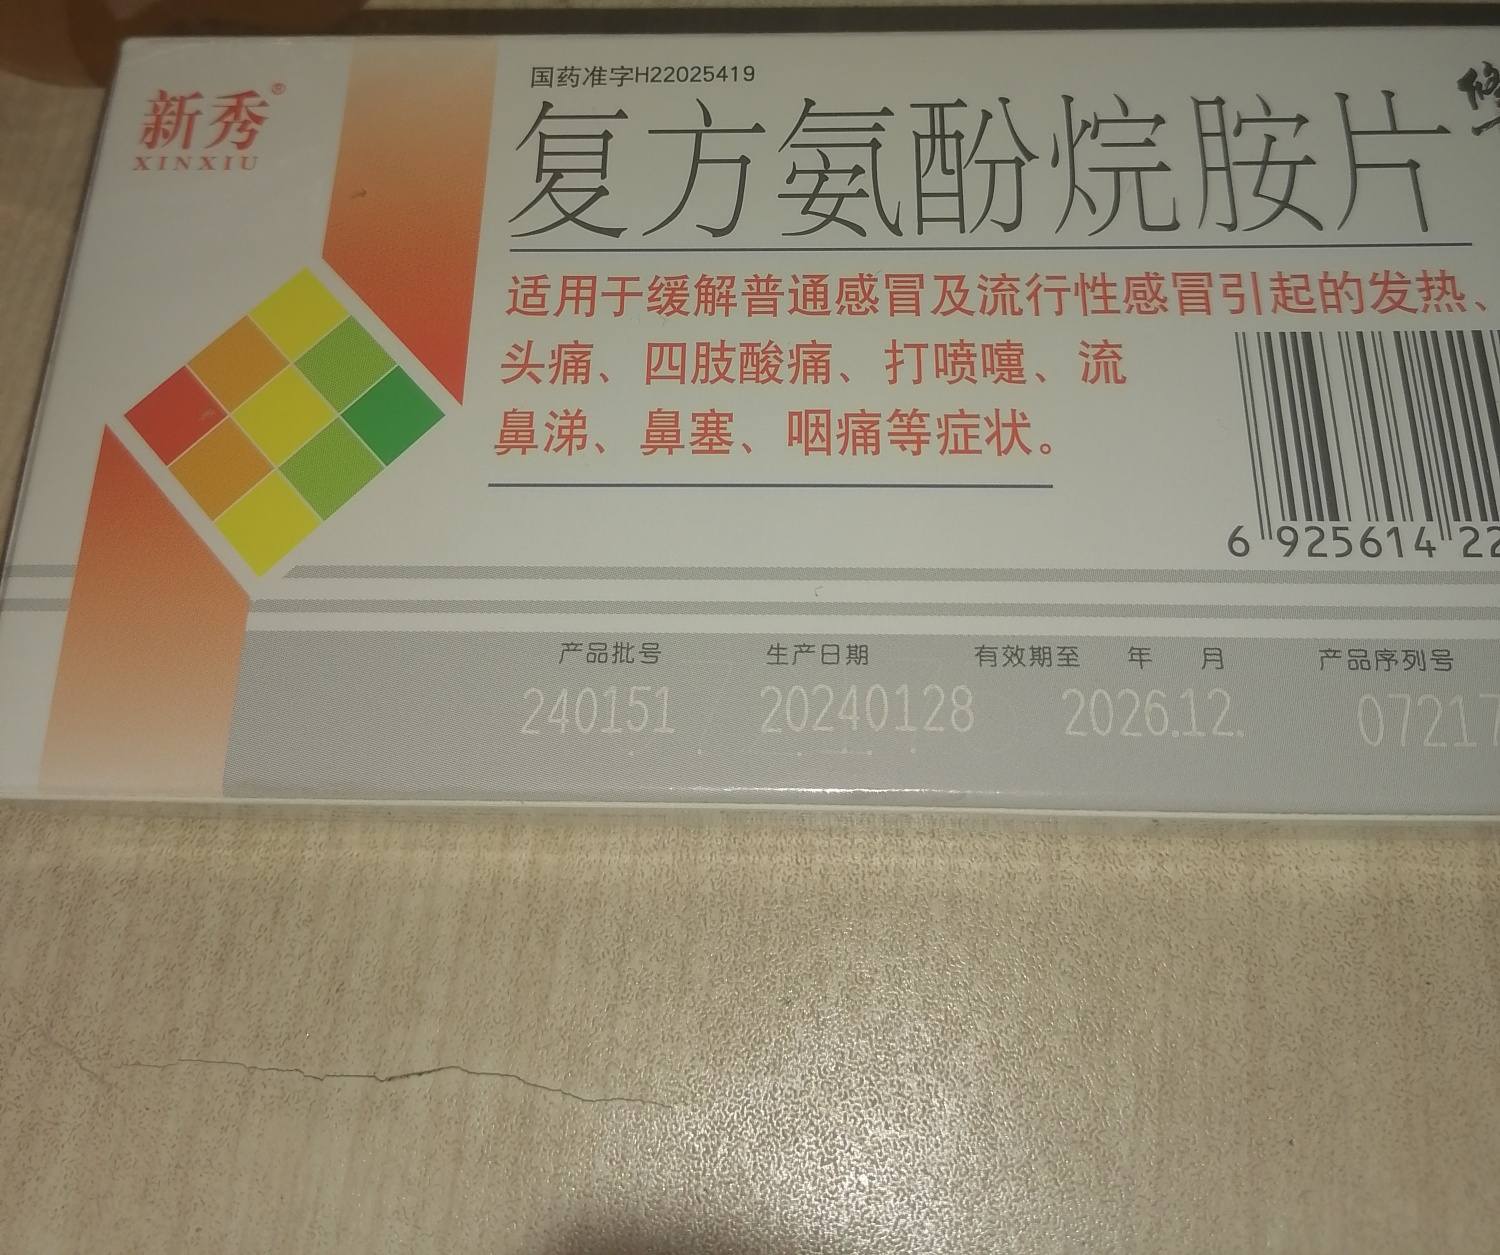 新秀®
XINXIU
国药准字H22025419
复方氨酚烷胺片
适用于缓解普通感冒及流行性感冒引起的发热、
头痛、四肢酸痛、打喷嚏、流
鼻涕、鼻塞、咽痛等症状。
6 925614 22
产品批号 生产日期 有效期至 年 月 产品序列号
240151 20240128 2026.12. 07217